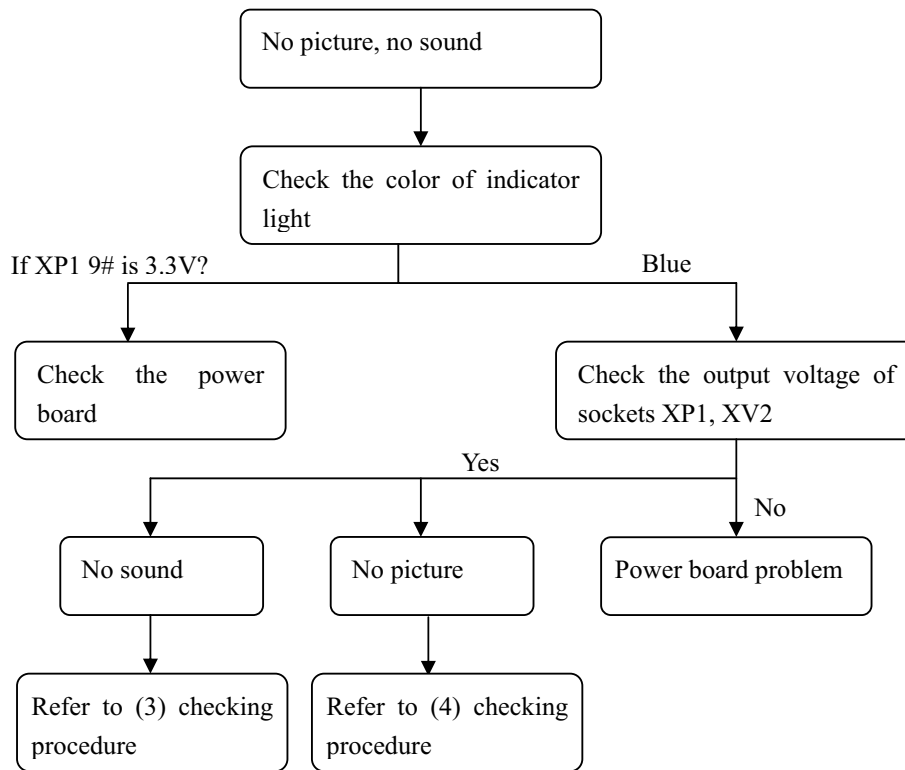 No picture, no sound
Check the color of indicator
light
If XP1 9# is 3.3V?
Blue
Check the power
board
Check the output voltage of
sockets XP1, XV2
Yes
No
No sound
No picture
Power board problem
Refer to (3) checking
procedure
Refer to (4) checking
procedure